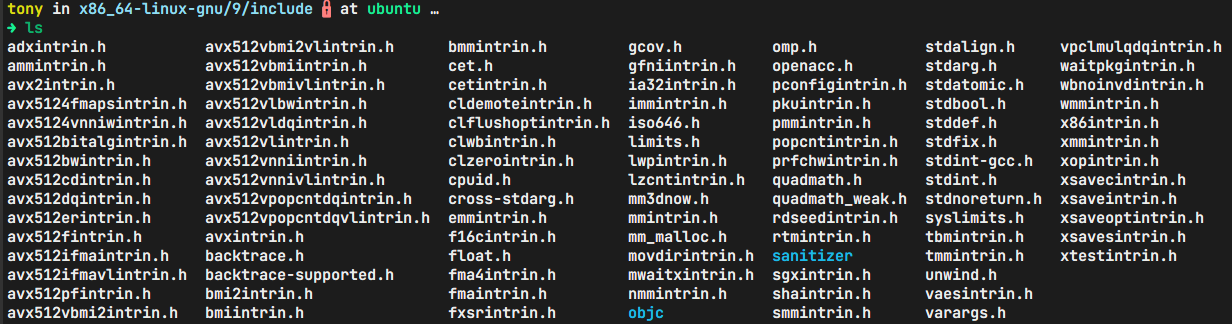 tony in x86_64-linux-gnu/9/include 🔒 at ubuntu …
➜ ls
adxintrin.h avx512vbmi2vlintrin.h bmmintrin.h gcov.h omp.h stdalign.h vpclmulqdqintrin.h
ammintrin.h avx512vbmiintrin.h cet.h gfniintrin.h openacc.h stdarg.h waitpkgintrin.h
avx2intrin.h avx512vbmivlintrin.h cetintrin.h ia32intrin.h pconfigintrin.h stdatomic.h wbnoinvdintrin.h
avx5124fmapsintrin.h avx512vlbwintrin.h cldemoteintrin.h immintrin.h pkuintrin.h stdbool.h wmmintrin.h
avx5124vnniwintrin.h avx512vldqintrin.h clflushoptintrin.h iso646.h pmmintrin.h stddef.h x86intrin.h
avx512bitalgintrin.h avx512vlintrin.h clwbintrin.h limits.h popcntintrin.h stdfix.h xmmintrin.h
avx512bwintrin.h avx512vnniintrin.h clzerointrin.h lwpintrin.h prfchwintrin.h stdint-gcc.h xopintrin.h
avx512cdintrin.h avx512vnnivlintrin.h cpuid.h lzcntintrin.h quadmath.h stdint.h xsavecintrin.h
avx512dqintrin.h avx512vpopcntdqintrin.h cross-stdarg.h mm3dnow.h quadmath_weak.h stdnoreturn.h xsaveintrin.h
avx512erintrin.h avx512vpopcntdqvlintrin.h emmintrin.h mmintrin.h rdseedintrin.h syslimits.h xsaveoptintrin.h
avx512fintrin.h avxintrin.h f16cintrin.h mm_malloc.h rtmintrin.h tbmintrin.h xsavesintrin.h
avx512ifmaintrin.h backtrace.h float.h movdirintrin.h sanitizer tmmintrin.h xtestintrin.h
avx512ifmavlintrin.h backtrace-supported.h fma4intrin.h mwaitxintrin.h sgxintrin.h unwind.h
avx512pfintrin.h bmi2intrin.h fmaintrin.h nmmintrin.h shaintrin.h vaesintrin.h
avx512vbmi2intrin.h bmiintrin.h fxsrintrin.h objc smmintrin.h varargs.h